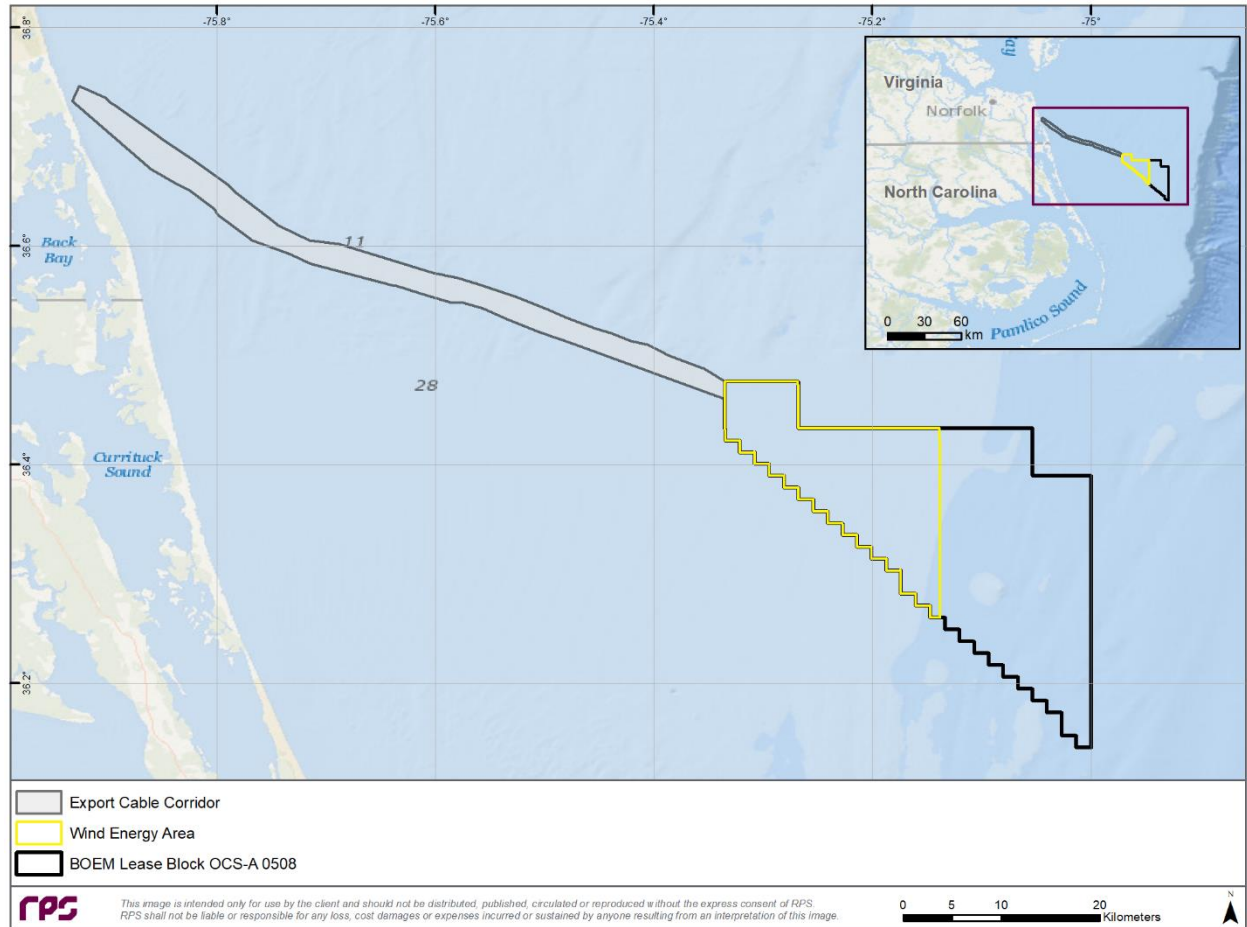 -75.8°
-75.6°
-75.4°
-75.2°
-75°
36.8°
36.6°
36.4°
36.2°
Back
Bay
Currituck
Sound
11
28
ay
Virginia
Norfolk
North Carolina
Pamlico Sound
0 30 60
km
Export Cable Corridor
Wind Energy Area
BOEM Lease Block OCS-A 0508
rps
This image is intended only for use by the client and should not be distributed, published, circulated or reproduced without the express consent of RPS.
RPS shall not be liable or responsible for any loss, cost damages or expenses incurred or sustained by anyone resulting from an interpretation of this image.
0 5 10 20
Kilometers
N